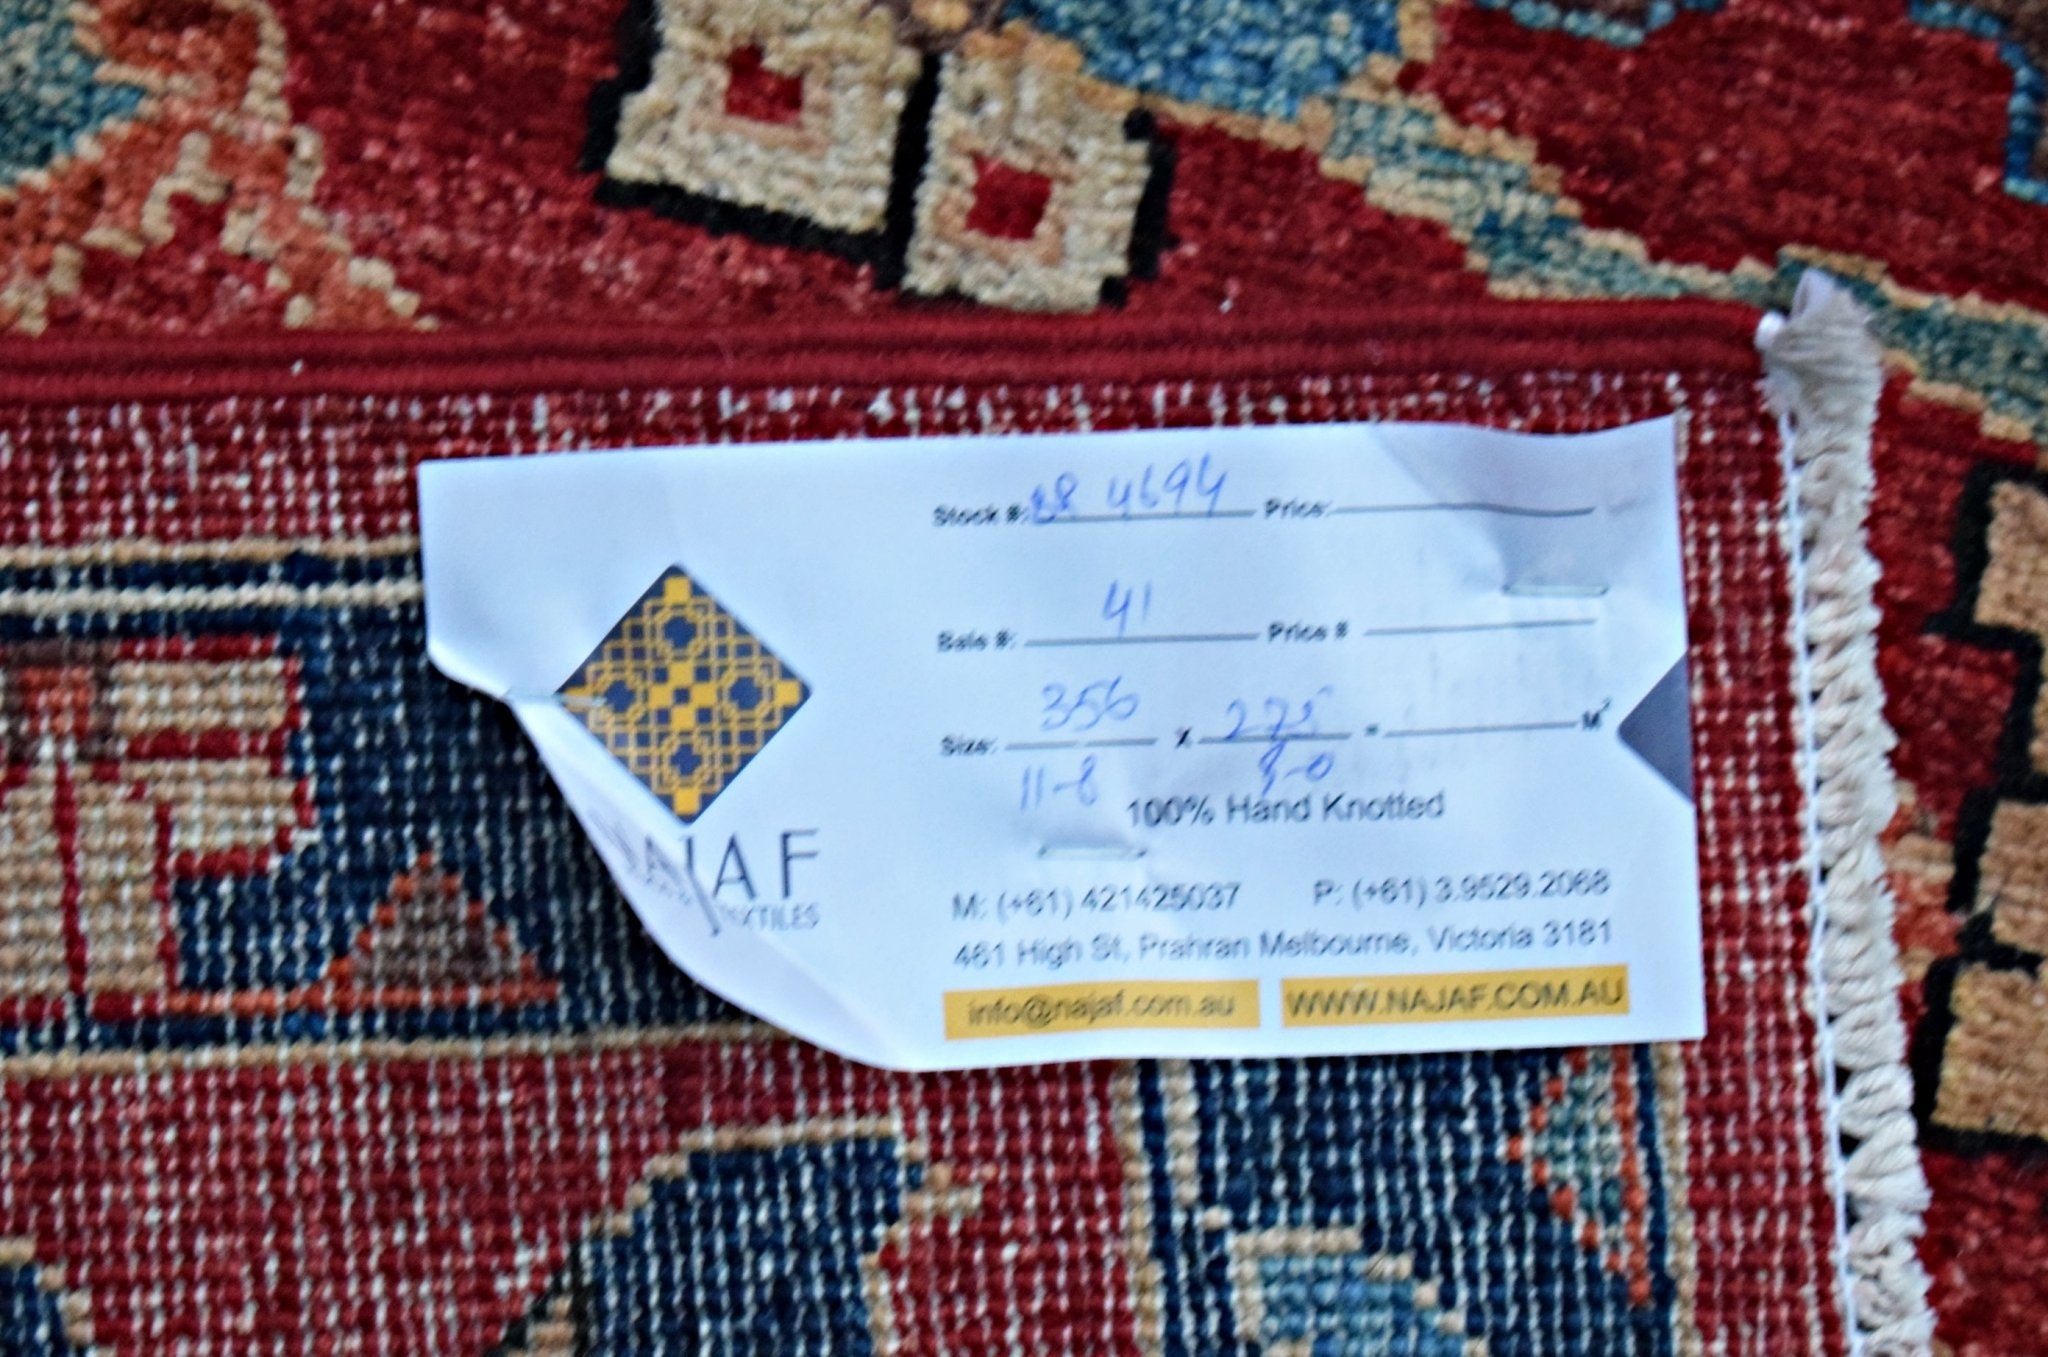 NAJAF
TEXTILES
Stock #: 4694 Price:
Bale #: 41 Price #
Size: 356 x 275 = M²
11-8 9-0
100% Hand Knotted
M: (+61) 421425037 P: (+61) 3.9529.2068
461 High St, Prahran Melbourne, Victoria 3181
info@najaf.com.au WWW.NAJAF.COM.AU